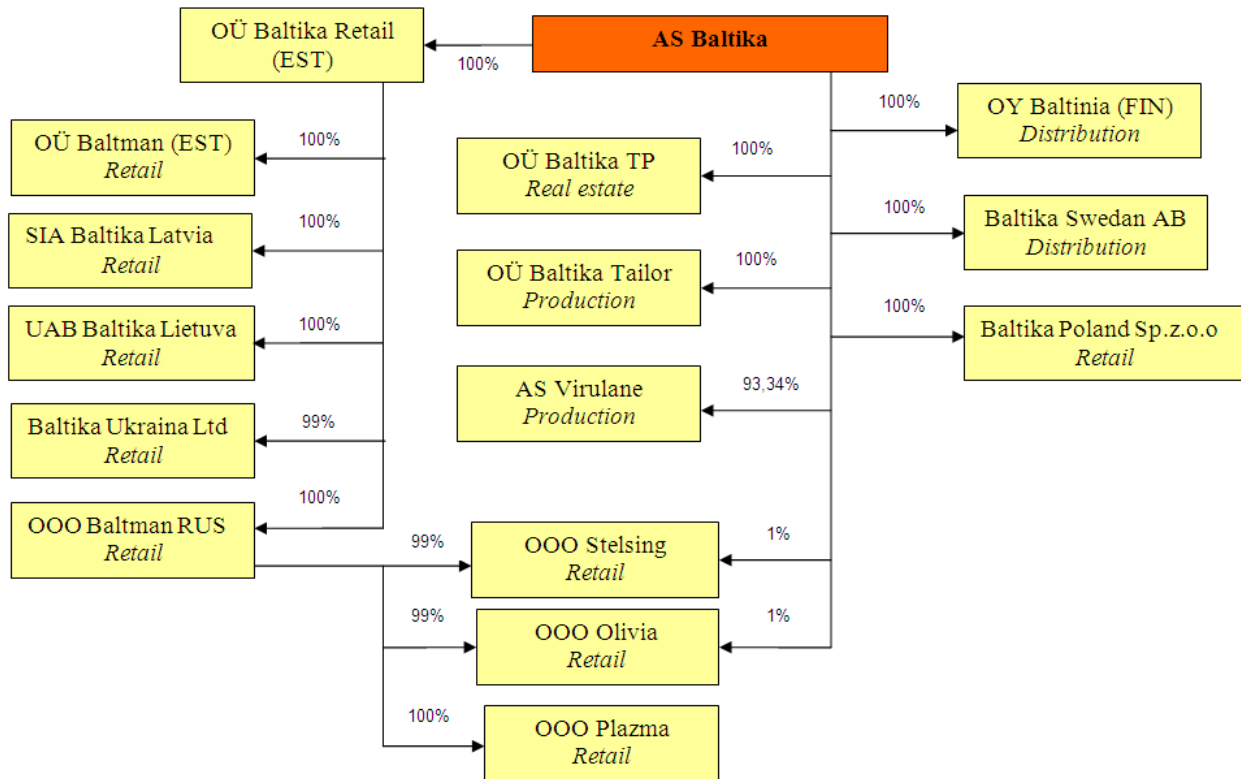 OÜ Baltika Retail
(EST)
AS Baltika
100%
100%
OY Baltinia (FIN)
Distribution
OÜ Baltman (EST)
Retail
100%
OÜ Baltika TP
Real estate
100%
SIA Baltika Latvia
Retail
100%
100%
Baltika Swedan AB
Distribution
OÜ Baltika Tailor
Production
100%
UAB Baltika Lietuva
Retail
100%
100%
Baltika Poland Sp.z.o.o
Retail
AS Virulane
Production
93,34%
Baltika Ukraina Ltd
Retail
99%
OOO Baltman RUS
Retail
100%
99%
OOO Stelsing
Retail
1%
99%
OOO Olivia
Retail
1%
100%
OOO Plazma
Retail